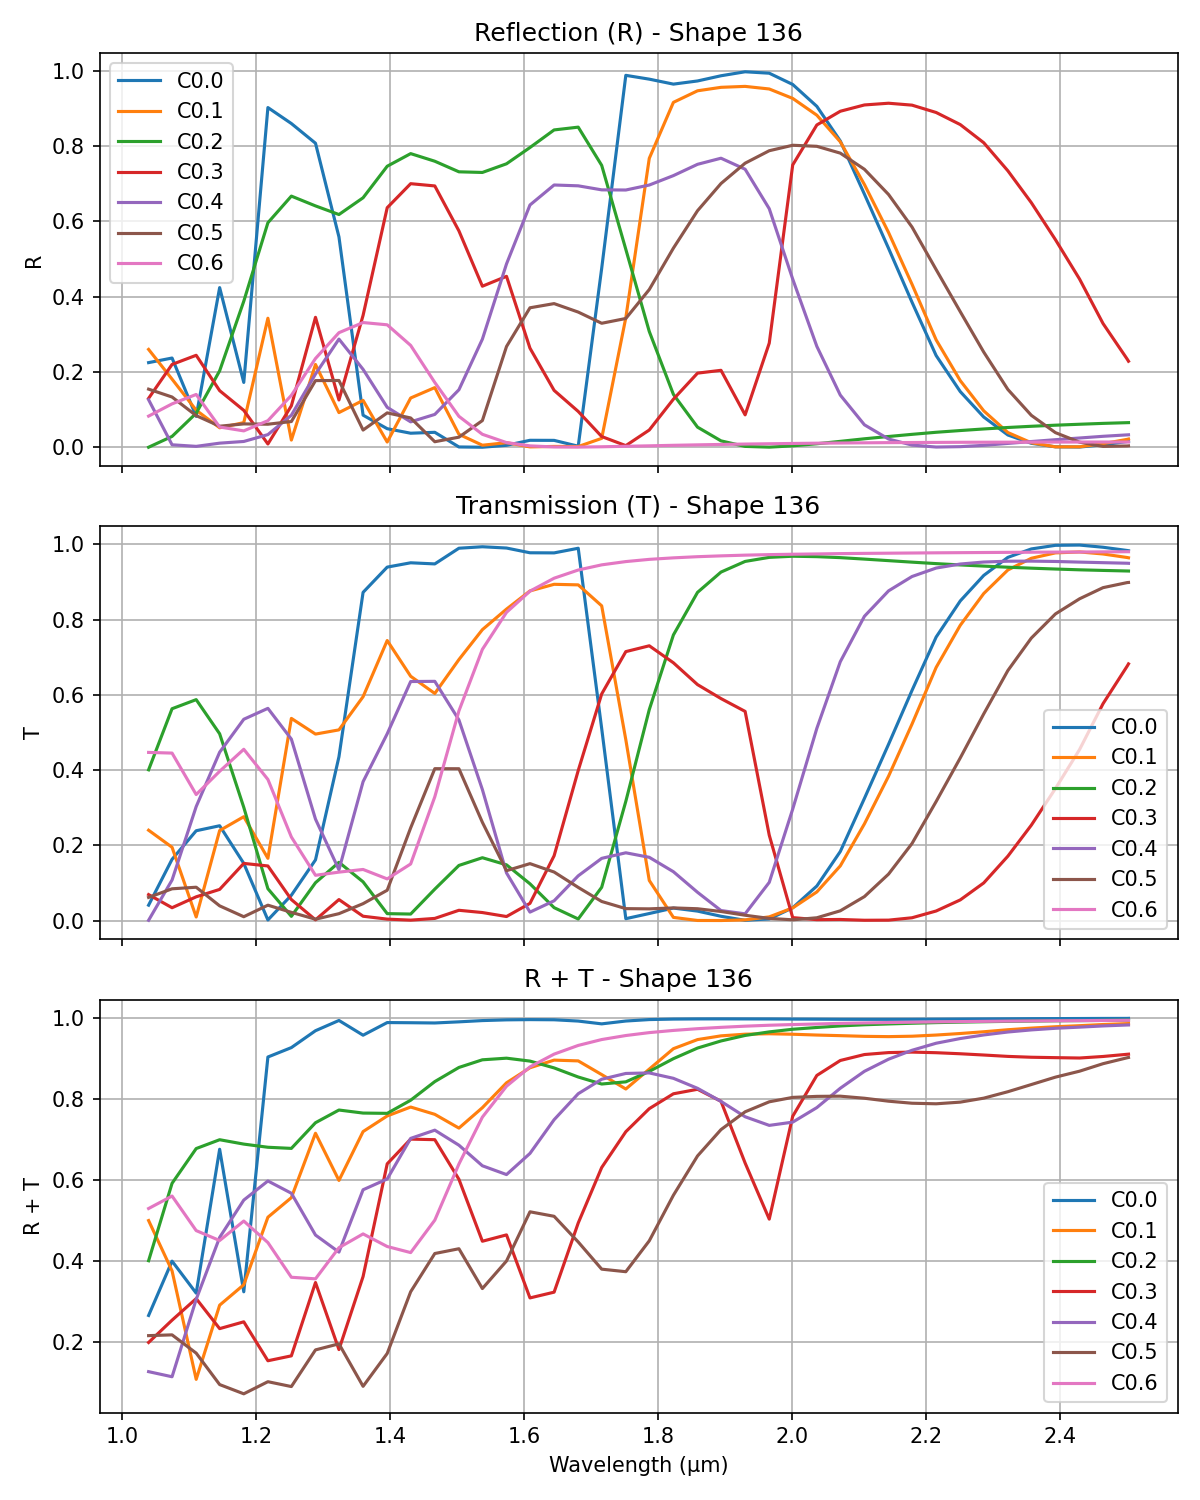 Reflection (R) - Shape 136
1.0
0.8
0.6
0.4
0.2
0.0
R
C0.0
C0.1
C0.2
C0.3
C0.4
C0.5
C0.6
Transmission (T) - Shape 136
1.0
0.8
0.6
0.4
0.2
0.0
T
C0.0
C0.1
C0.2
C0.3
C0.4
C0.5
C0.6
R + T - Shape 136
1.0
0.8
0.6
0.4
0.2
R + T
C0.0
C0.1
C0.2
C0.3
C0.4
C0.5
C0.6
1.0 1.2 1.4 1.6 1.8 2.0 2.2 2.4
Wavelength (μm)